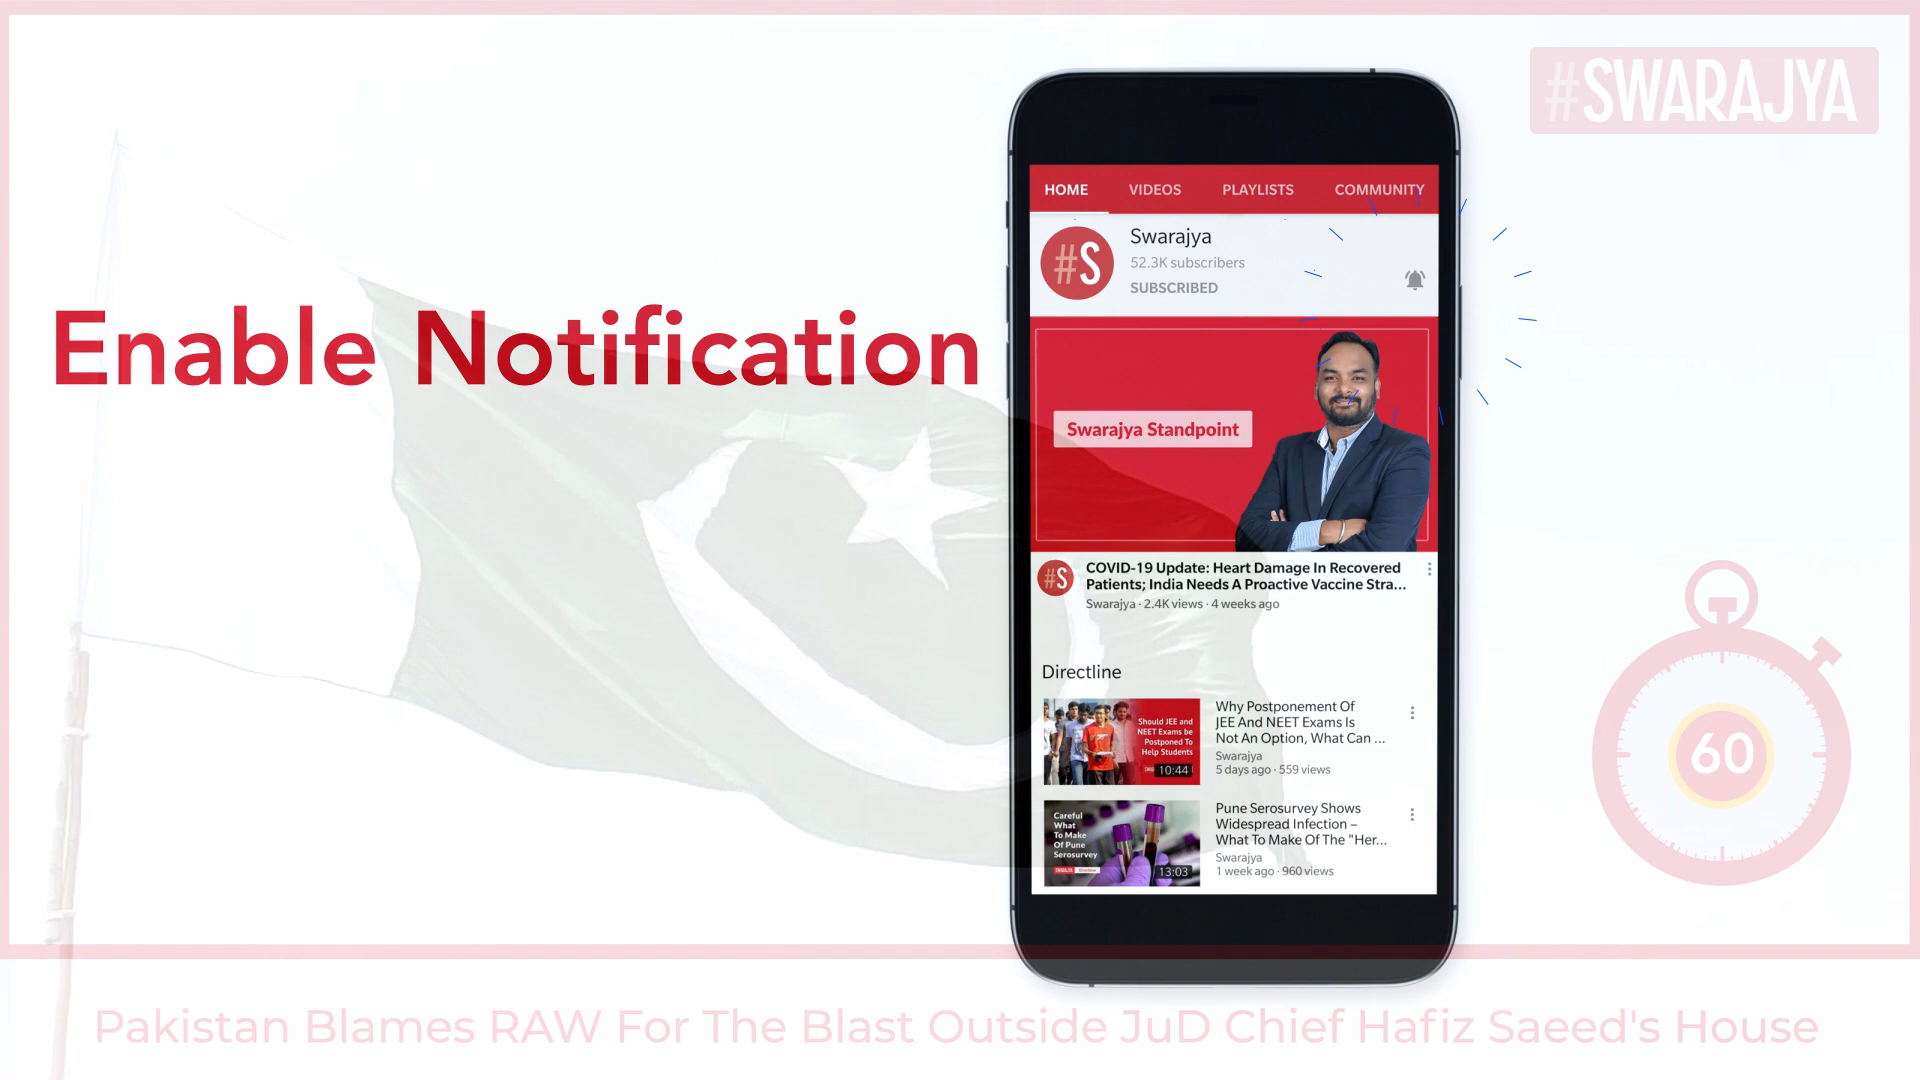 #SWARAJYA
Enable Notification
HOME VIDEOS PLAYLISTS COMMUNITY
#S
Swarajya
52.3K subscribers
SUBSCRIBED
Swarajya Standpoint
#S
COVID-19 Update: Heart Damage In Recovered
Patients; India Needs A Proactive Vaccine Stra...
Swarajya · 2.4K views · 4 weeks ago
Directline
Should JEE and
NEET Exams be
Postponed To
Help Students
10:44
Why Postponement Of
JEE And NEET Exams Is
Not An Option, What Can ...
Swarajya
5 days ago · 559 views
Careful
What
To Make
Of Pune
Serosurvey
13:03
Pune Serosurvey Shows
Widespread Infection –
What To Make Of The "Her...
Swarajya
1 week ago · 960 views
60
Pakistan Blames RAW For The Blast Outside JuD Chief Hafiz Saeed's House